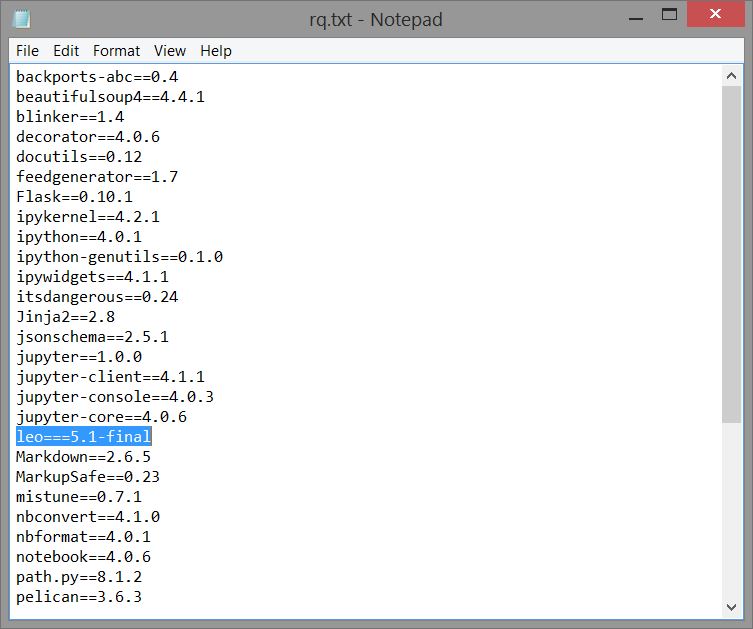 rq.txt - Notepad
File Edit Format View Help
backports-abc==0.4
beautifulsoup4==4.4.1
blinker==1.4
decorator==4.0.6
docutils==0.12
feedgenerator==1.7
Flask==0.10.1
ipykernel==4.2.1
ipython==4.0.1
ipython-genutils==0.1.0
ipywidgets==4.1.1
itsdangerous==0.24
Jinja2==2.8
jsonschema==2.5.1
jupyter==1.0.0
jupyter-client==4.1.1
jupyter-console==4.0.3
jupyter-core==4.0.6
leo===5.1-final
Markdown==2.6.5
MarkupSafe==0.23
mistune==0.7.1
nbconvert==4.1.0
nbformat==4.0.1
notebook==4.0.6
path.py==8.1.2
pelican==3.6.3